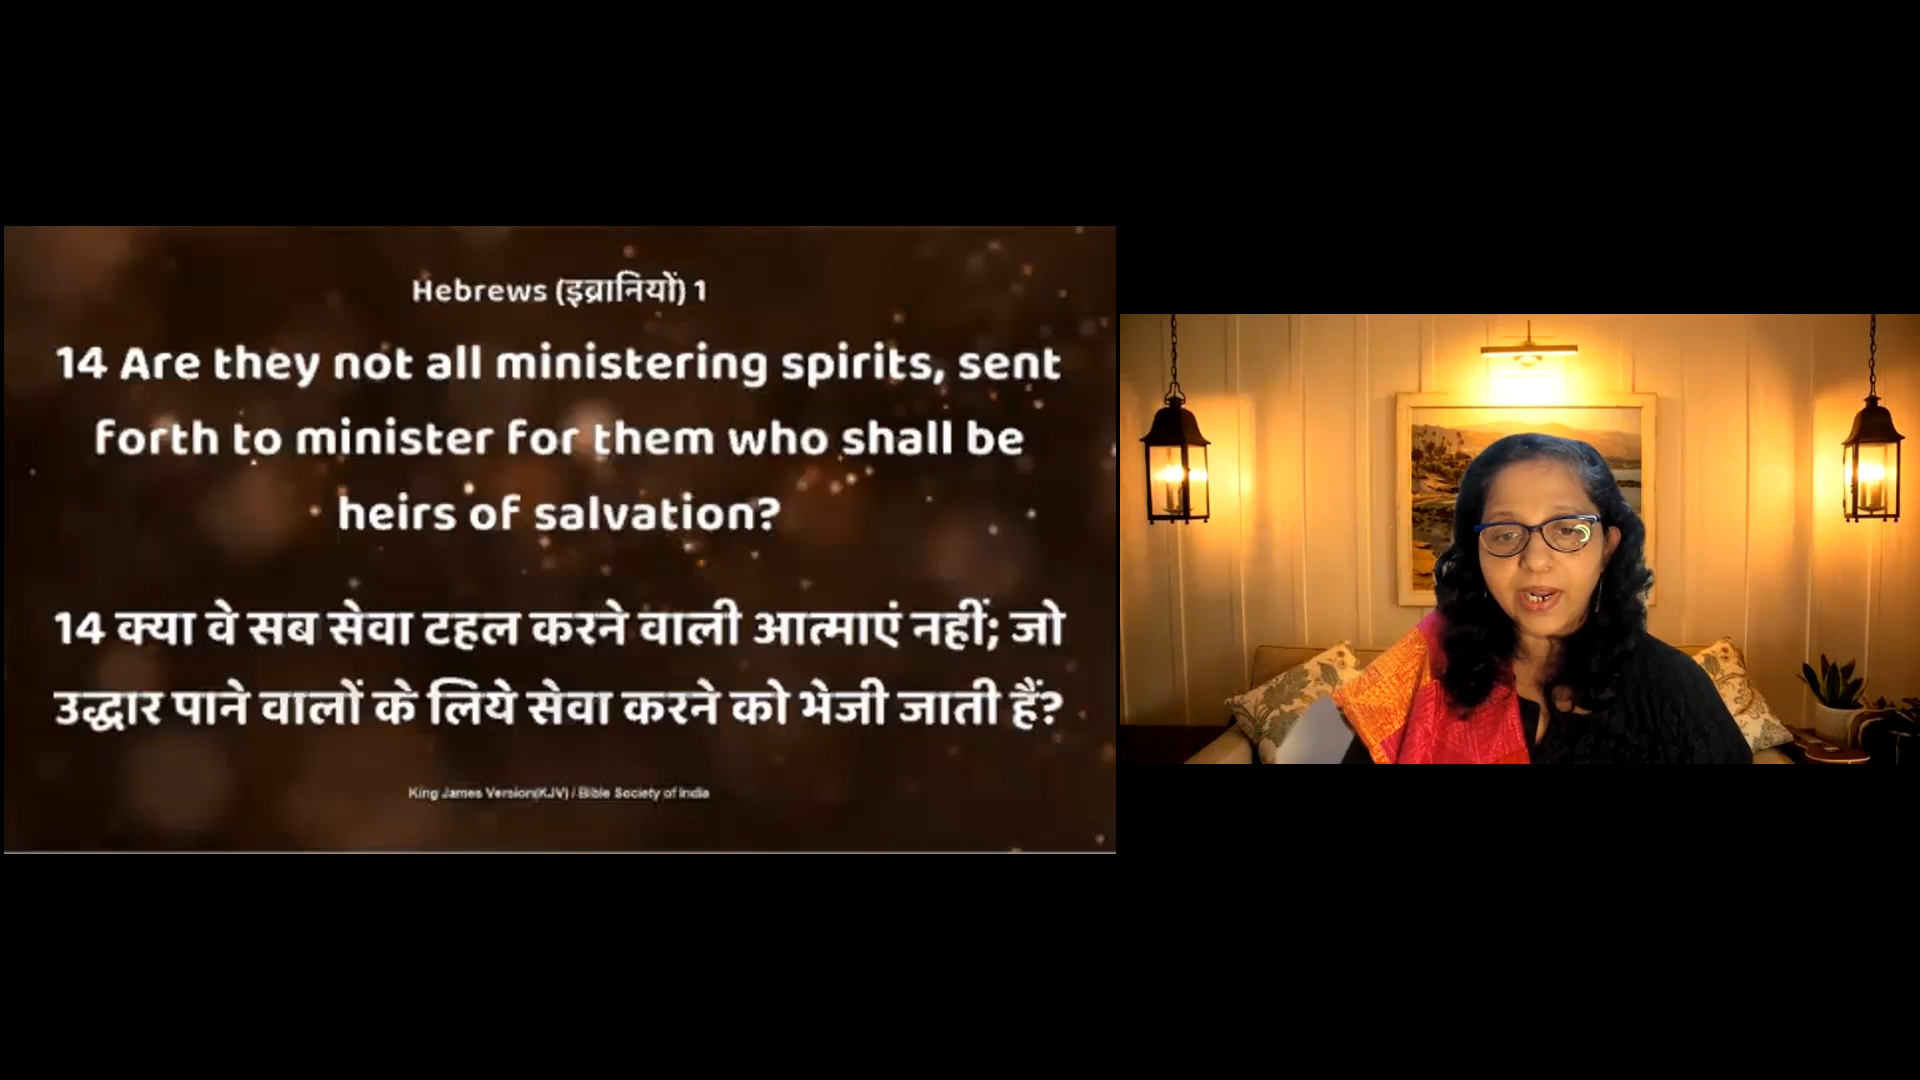 Hebrews (इब्रानियों) 1
14 Are they not all ministering spirits, sent
forth to minister for them who shall be
heirs of salvation?
14 क्या वे सब सेवा टहल करने वाली आत्माएं नहीं; जो
उद्धार पाने वालों के लिये सेवा करने को भेजी जाती हैं?
King James Version(KJV) / Bible Society of India